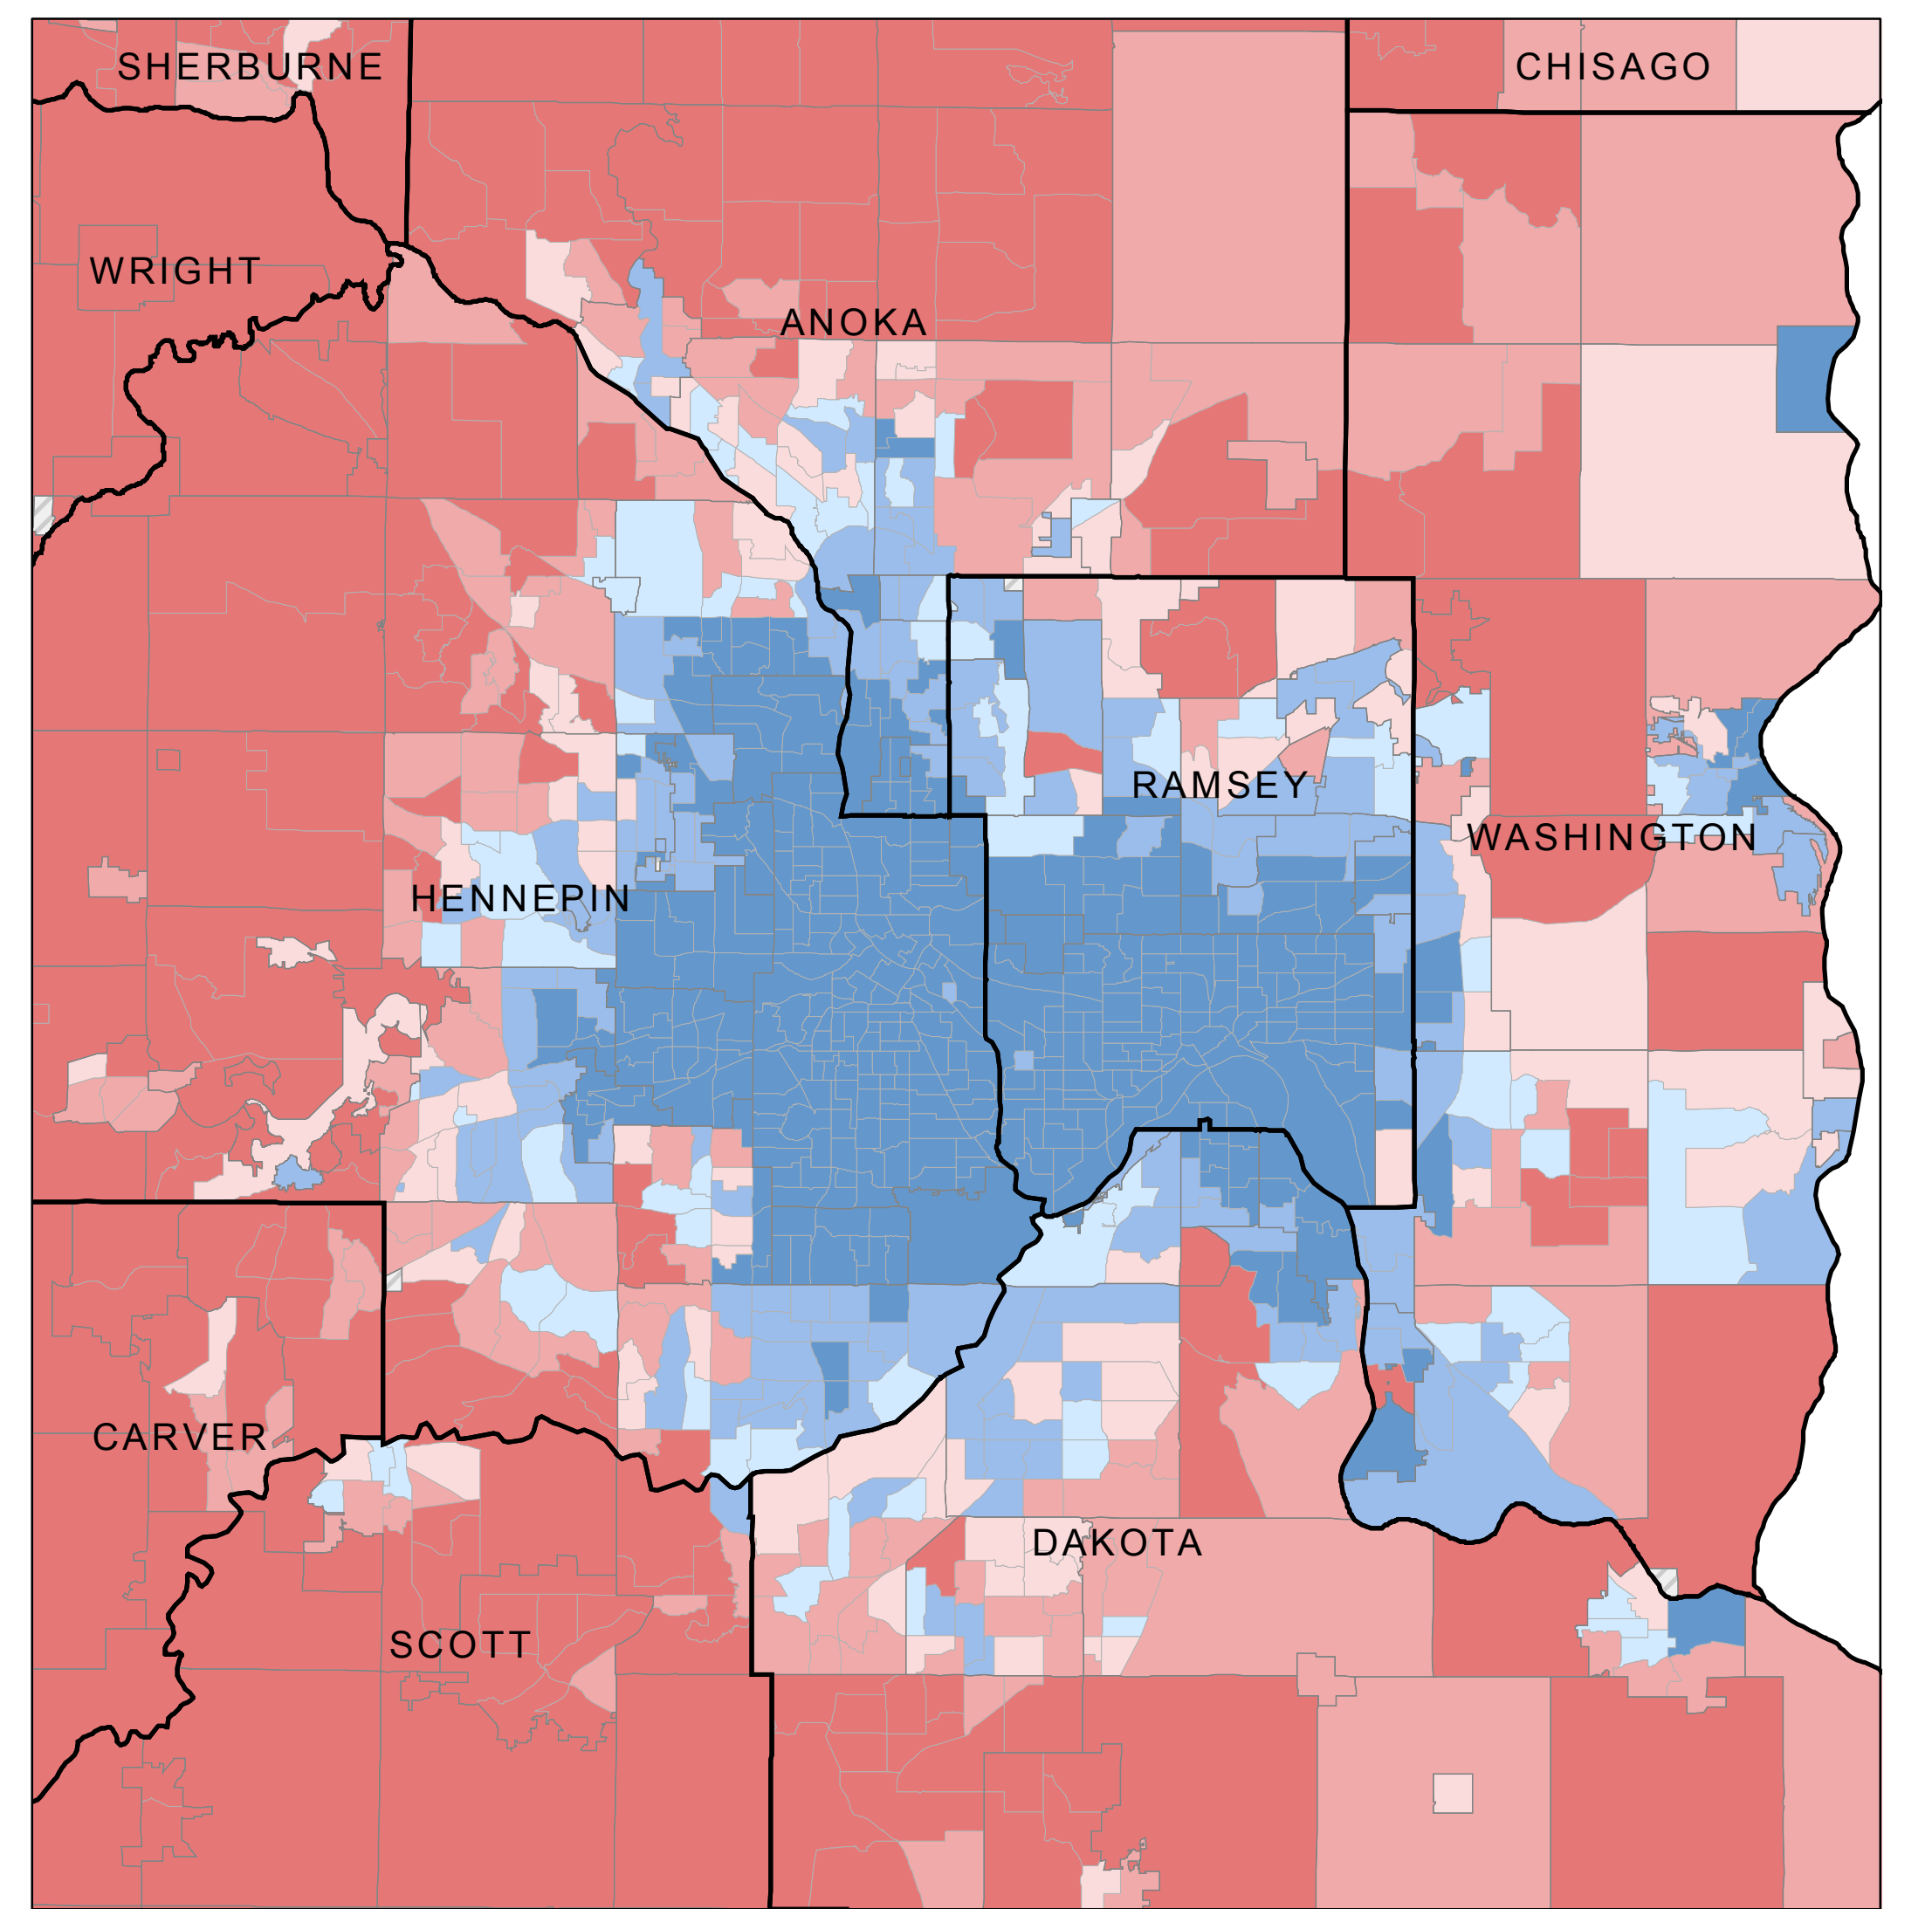 SHERBURNE
CHISAGO
WRIGHT
ANOKA
RAMSEY
WASHINGTON
HENNEPIN
CARVER
DAKOTA
SCOTT